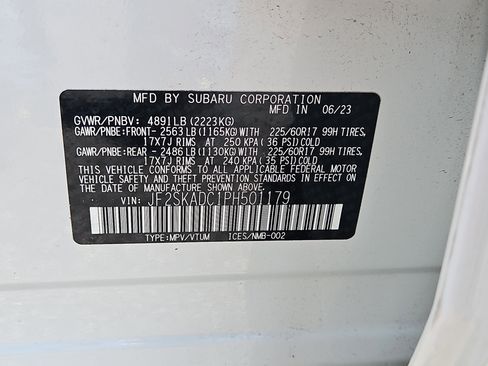 MFD BY SUBARU CORPORATION
MFD IN 06/23
GVWR/PNBV: 4891LB(2223KG)
GAWR/PNBE:FRONT- 2563LB(1165KG)WITH 225/60R17 99H TIRES,
17X7J RIMS AT 250 KPA( 36 PSI)COLD
GAWR/PNBE:REAR - 2486LB(1130KG)WITH 225/60R17 99H TIRES,
17X7J RIMS AT 240 KPA( 35 PSI)COLD
THIS VEHICLE CONFORMS TO ALL APPLICABLE FEDERAL MOTOR
VEHICLE SAFETY AND THEFT PREVENTION STANDARDS IN EFFECT
ON THE DATE OF MANUFACTURE SHOWN ABOVE.
VIN: JF2SKADC1PH501179
TYPE:MPV/VTUM ICES/NMB-002